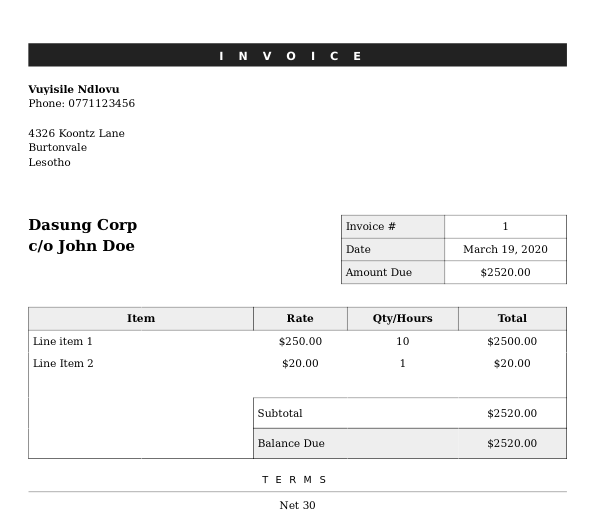 I N V O I C E
Vuyisile Ndlovu
Phone: 0771123456
4326 Koontz Lane
Burtonvale
Lesotho
Dasung Corp
c/o John Doe
Invoice # 1
Date March 19, 2020
Amount Due $2520.00
Item Rate Qty/Hours Total
Line item 1 $250.00 10 $2500.00
Line Item 2 $20.00 1 $20.00
Subtotal $2520.00
Balance Due $2520.00
T E R M S
Net 30